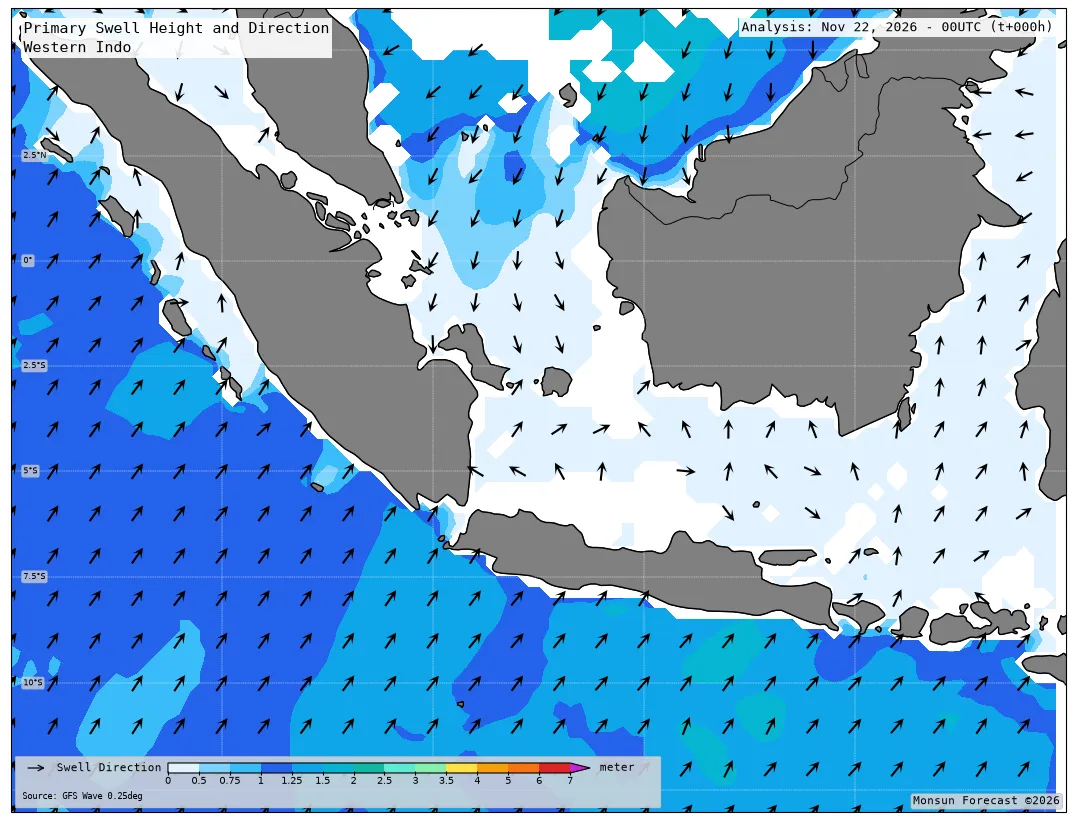 Primary Swell Height and Direction
Western Indo
Analysis: Nov 22, 2026 - 00UTC (t+000h)
2.5°N
0°
2.5°S
5°S
7.5°S
10°S
Swell Direction
meter
0 0.5 0.75 1 1.25 1.5 2 2.5 3 3.5 4 5 6 7
Source: GFS Wave 0.25deg
Monsun Forecast ©2026